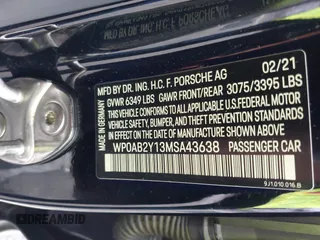 02/21
MFD BY DR. ING. H.C. F. PORSCHE AG
GVWR 6349 LBS GAWR FRONT/REAR 3075/3395 LBS
THIS VEHICLE CONFORMS TO ALL APPLICABLE U.S. FEDERAL MOTOR
VEHICLE SAFETY, BUMPER, AND THEFT PREVENTION STANDARDS IN
EFFECT ON THE DATE OF MANUFACTURE SHOWN ABOVE.
WP0AB2Y13MSA43638 PASSENGER CAR
9J1.010.016.B
MADE IN GERMANY
DREAMBID